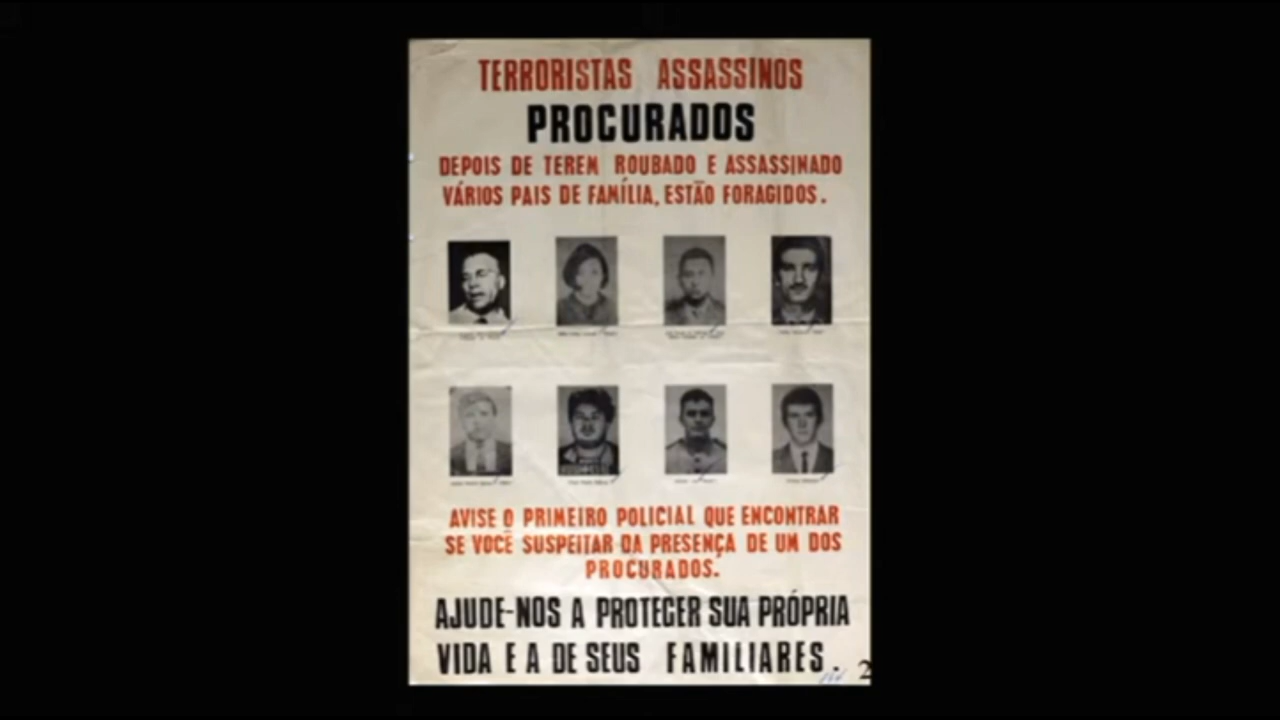 TERRORISTAS ASSASSINOS
PROCURADOS
DEPOIS DE TEREM ROUBADO E ASSASSINADO
VÁRIOS PAIS DE FAMÍLIA, ESTÃO FORAGIDOS.
AVISE O PRIMEIRO POLICIAL QUE ENCONTRAR
SE VOCÊ SUSPEITAR DA PRESENÇA DE UM DOS
PROCURADOS.
AJUDE-NOS A PROTEGER SUA PRÓPRIA
VIDA E A DE SEUS FAMILIARES.
2